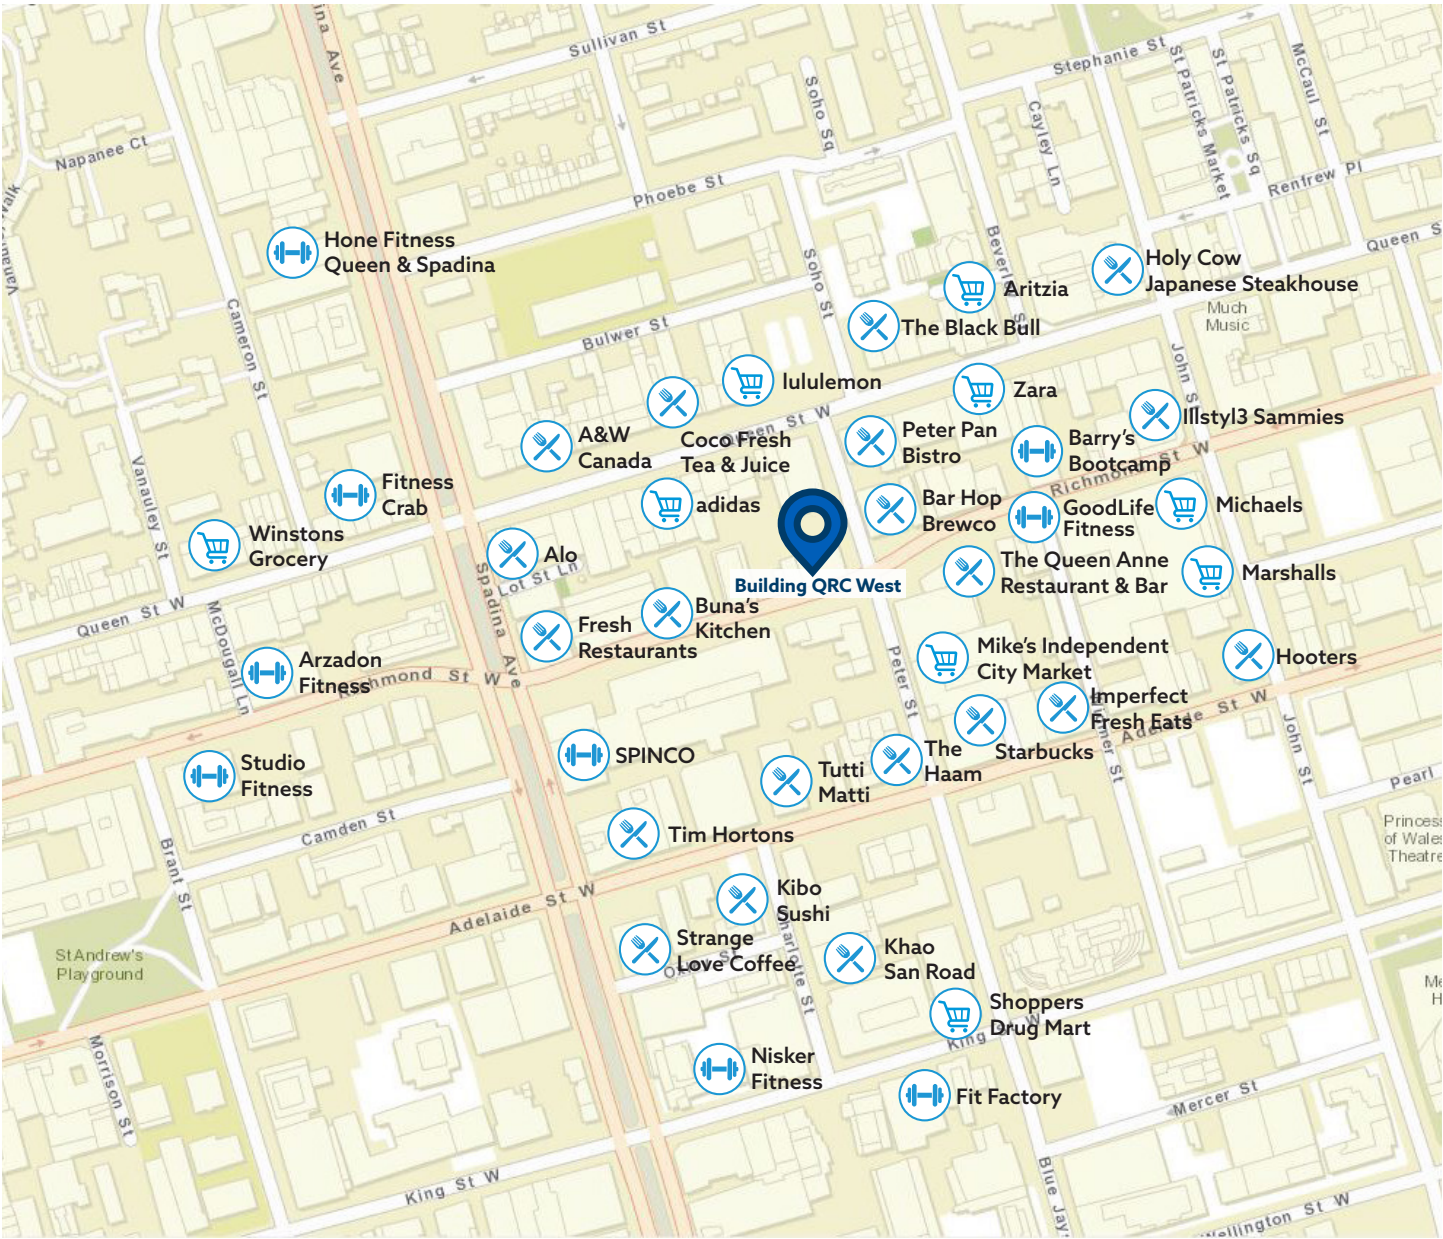 ina Ave
Sullivan St
Stephanie St
St Patricks Market
St Patricks Sq
McCaul St
Soho Sq
Cayley Ln
Napanee Ct
Phoebe St
Renfrew Pl
Hone Fitness
Queen & Spadina
Queen S
Holy Cow
Japanese Steakhouse
Aritzia
Soho St
Cameron St
Bulwer St
The Black Bull
Much
Music
John S
lululemon
Zara
Illstyl3 Sammies
A&W
Canada
Coco Fresh
Tea & Juice
Peter Pan
Bistro
Barry's
Bootcamp
Vanauley St
Fitness
Crab
adidas
Bar Hop
Brewco
GoodLife
Fitness
Michaels
Winstons
Grocery
Alo
Lot St Ln
Building QRC West
The Queen Anne
Restaurant & Bar
Marshalls
Queen St W
McDougall Ln
Spadina Ave
Fresh
Restaurants
Buna's
Kitchen
Peter St
Mike's Independent
City Market
Hooters
Arzadon
Fitness
Imperfect
Fresh Eats
Starbucks
John St
Studio
Fitness
SPINCO
Tutti
Matti
The
Haam
Pearl
Camden St
Tim Hortons
Princess
of Wales
Theatre
Brant St
Adelaide St W
Kibo
Sushi
Strange
Love Coffee
Khao
San Road
St Andrew's
Playground
Shoppers
Drug Mart
Morrison St
Nisker
Fitness
Fit Factory
Mercer St
King St W
Blue Jays
Wellington St W